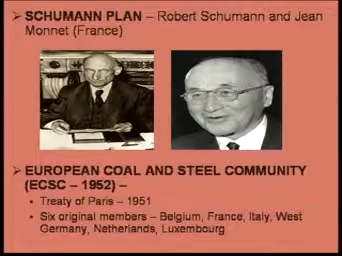 SCHUMANN PLAN – Robert Schumann and Jean
Monnet (France)
EUROPEAN COAL AND STEEL COMMUNITY
(ECSC – 1952) –
Treaty of Paris – 1951
Six original members – Belgium, France, Italy, West
Germany, Netherlands, Luxembourg